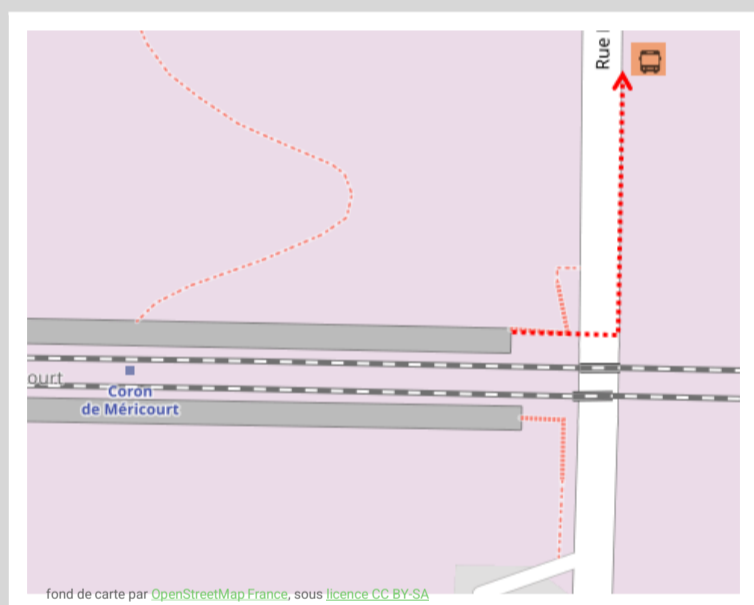 Rue
ourt
Coron
de Méricourt
fond de carte par OpenStreetMap France, sous licence CC BY-SA